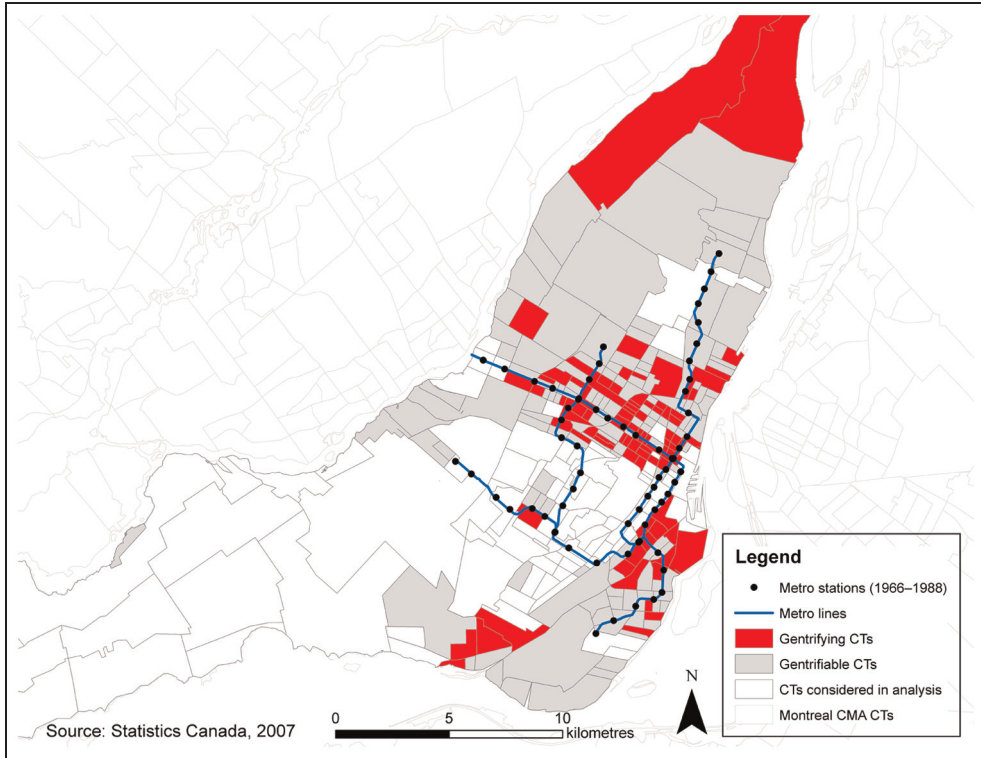 Legend
Metro stations (1966–1988)
Metro lines
Gentrifying CTs
Gentrifiable CTs
CTs considered in analysis
Montreal CMA CTs
N
0 5 10
kilometres
Source: Statistics Canada, 2007